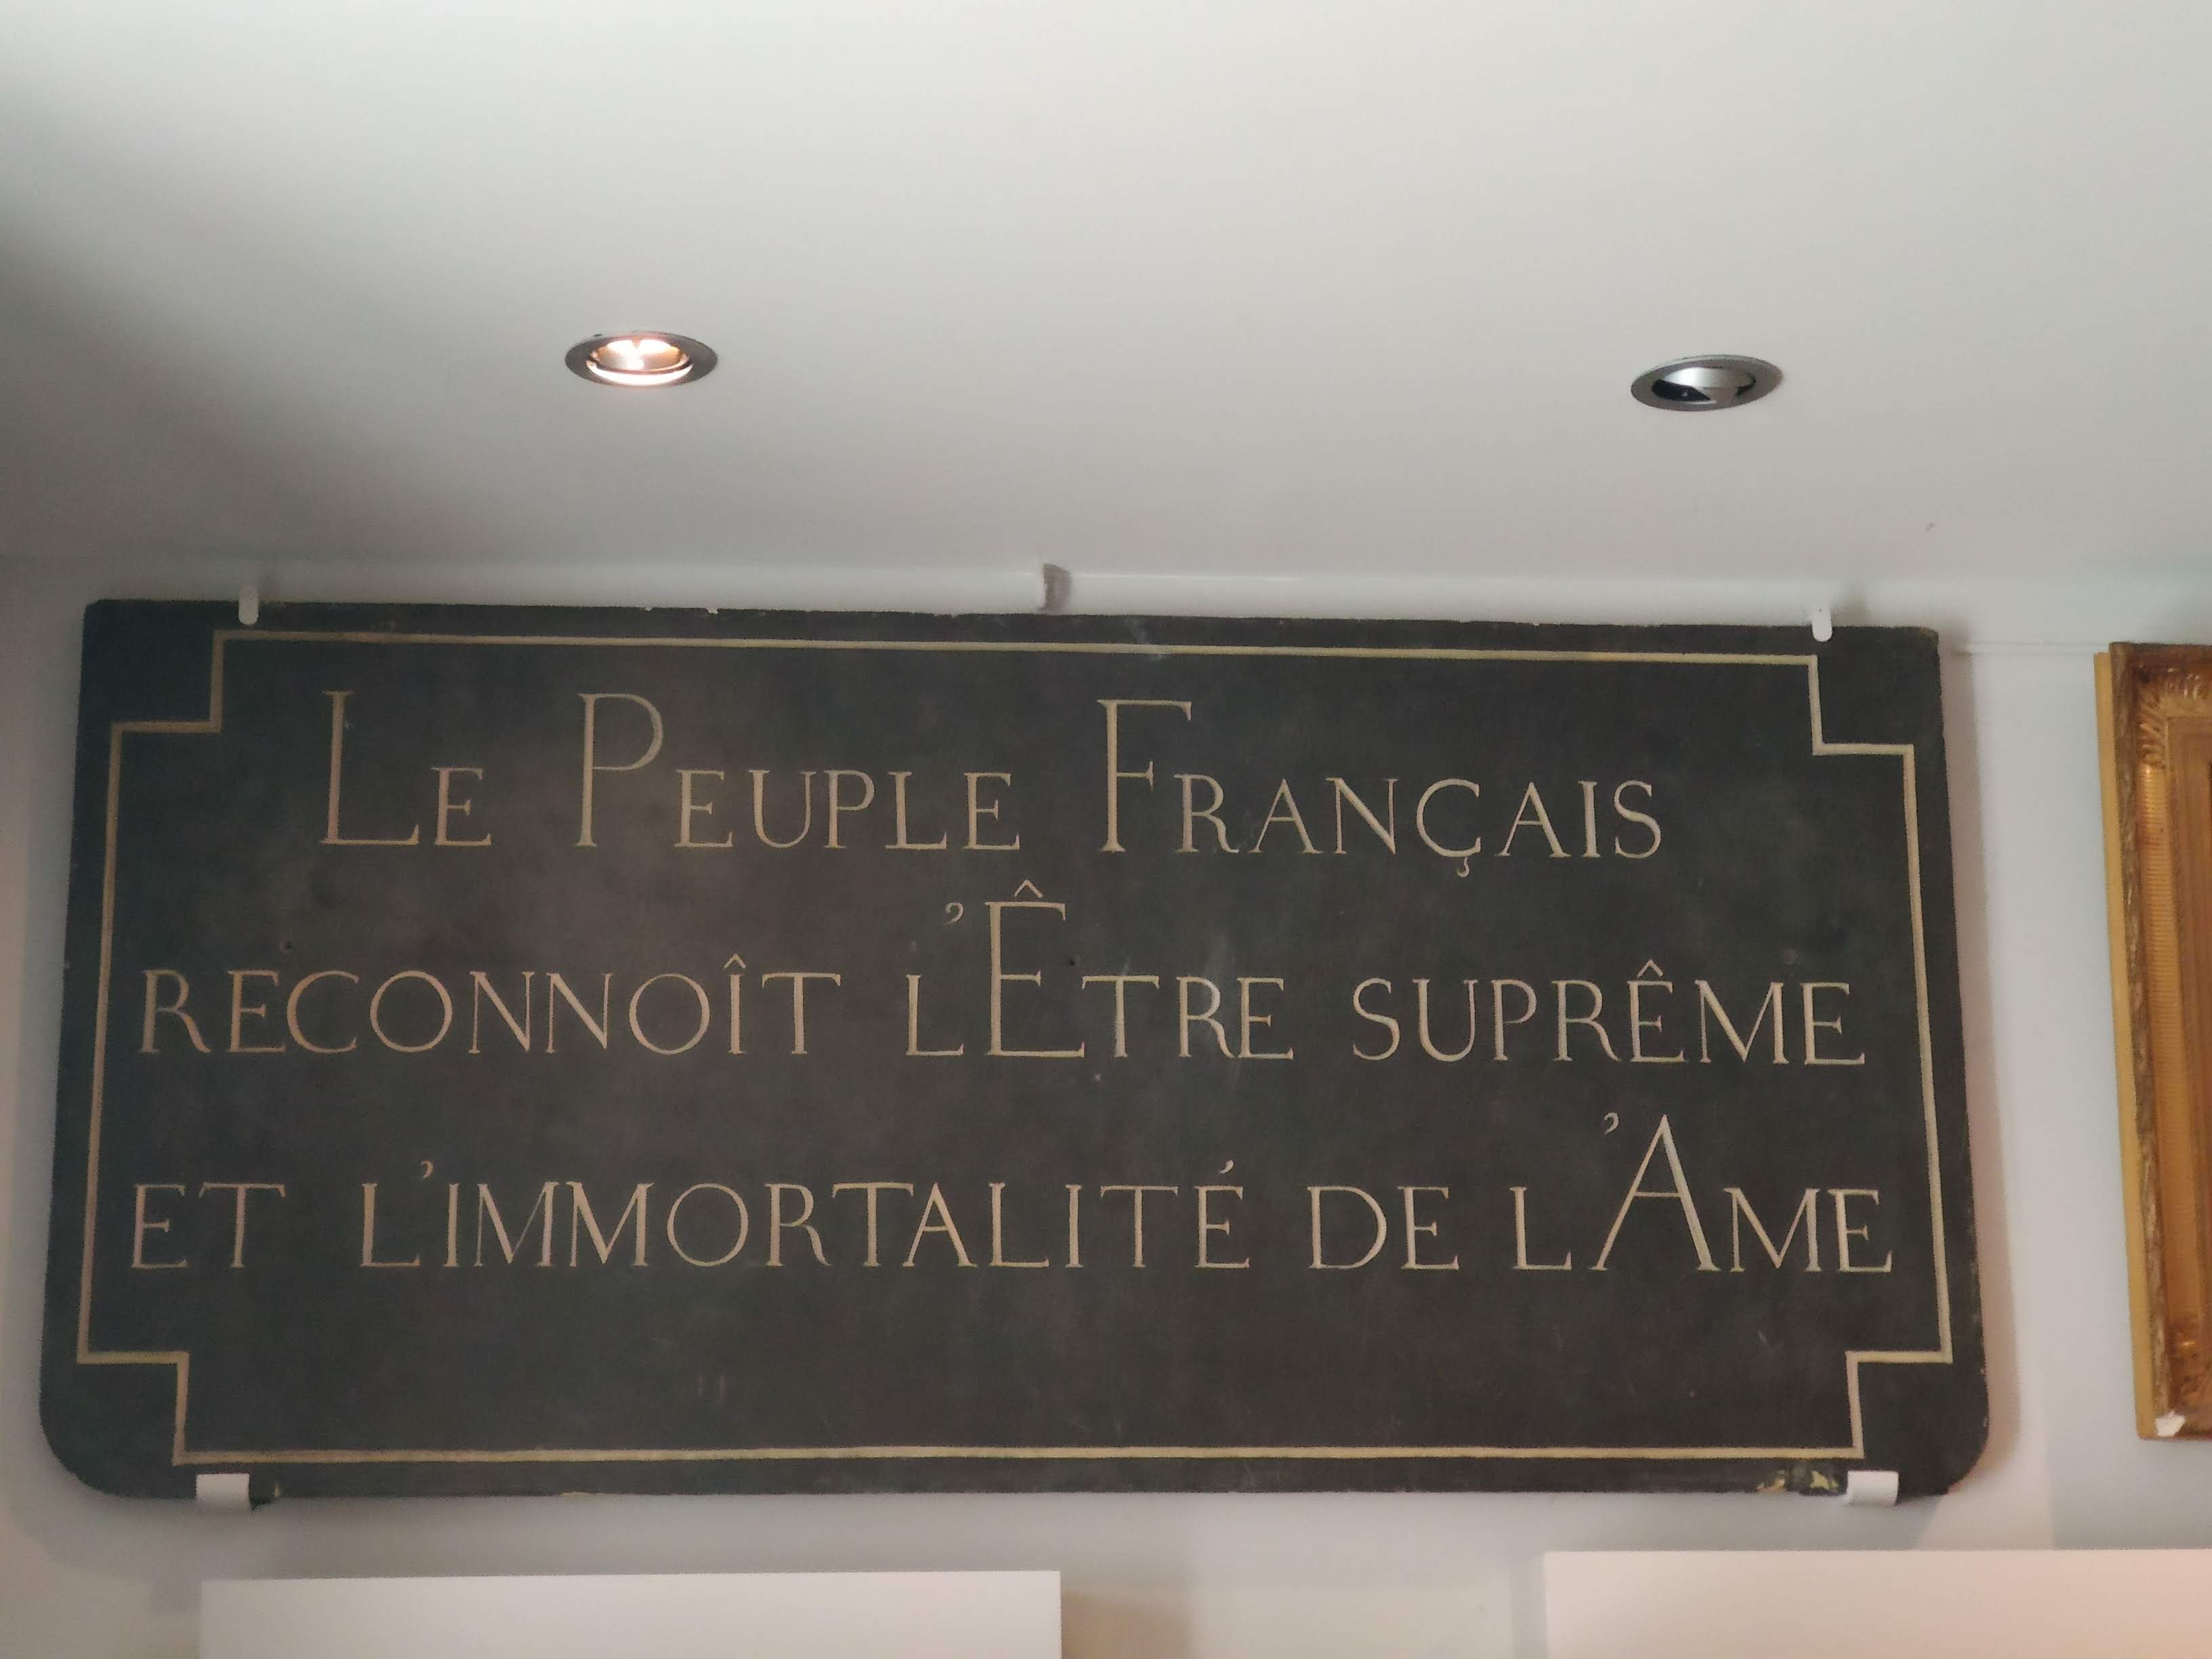 Le Peuple Français
reconnoît l'Être suprême
et l'immortalité de l'Ame